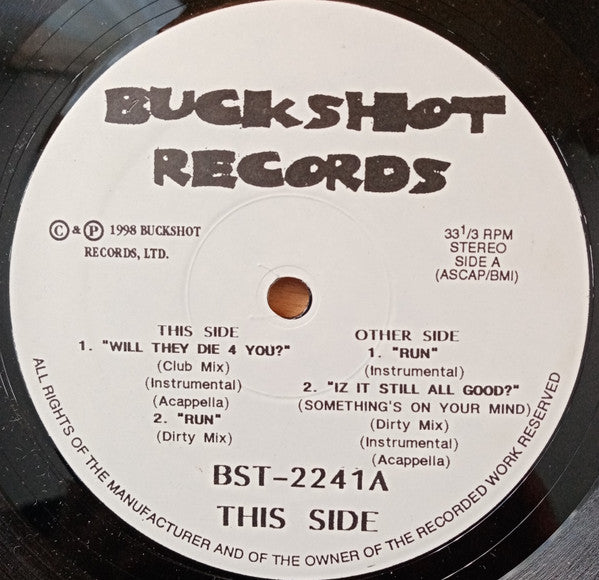 BUCKSHOT
RECORDS
© & ℗ 1998 BUCKSHOT
RECORDS, LTD.
33 1/3 RPM
STEREO
SIDE A
(ASCAP/BMI)
THIS SIDE
1. "WILL THEY DIE 4 YOU?"
(Club Mix)
(Instrumental)
(Acappella)
2. "RUN"
(Dirty Mix)
OTHER SIDE
1. "RUN"
(Instrumental)
2. "IZ IT STILL ALL GOOD?"
(SOMETHING'S ON YOUR MIND)
(Dirty Mix)
(Instrumental)
(Acappella)
BST-2241A
THIS SIDE
ALL RIGHTS OF THE MANUFACTURER AND OF THE OWNER OF THE RECORDED WORK RESERVED